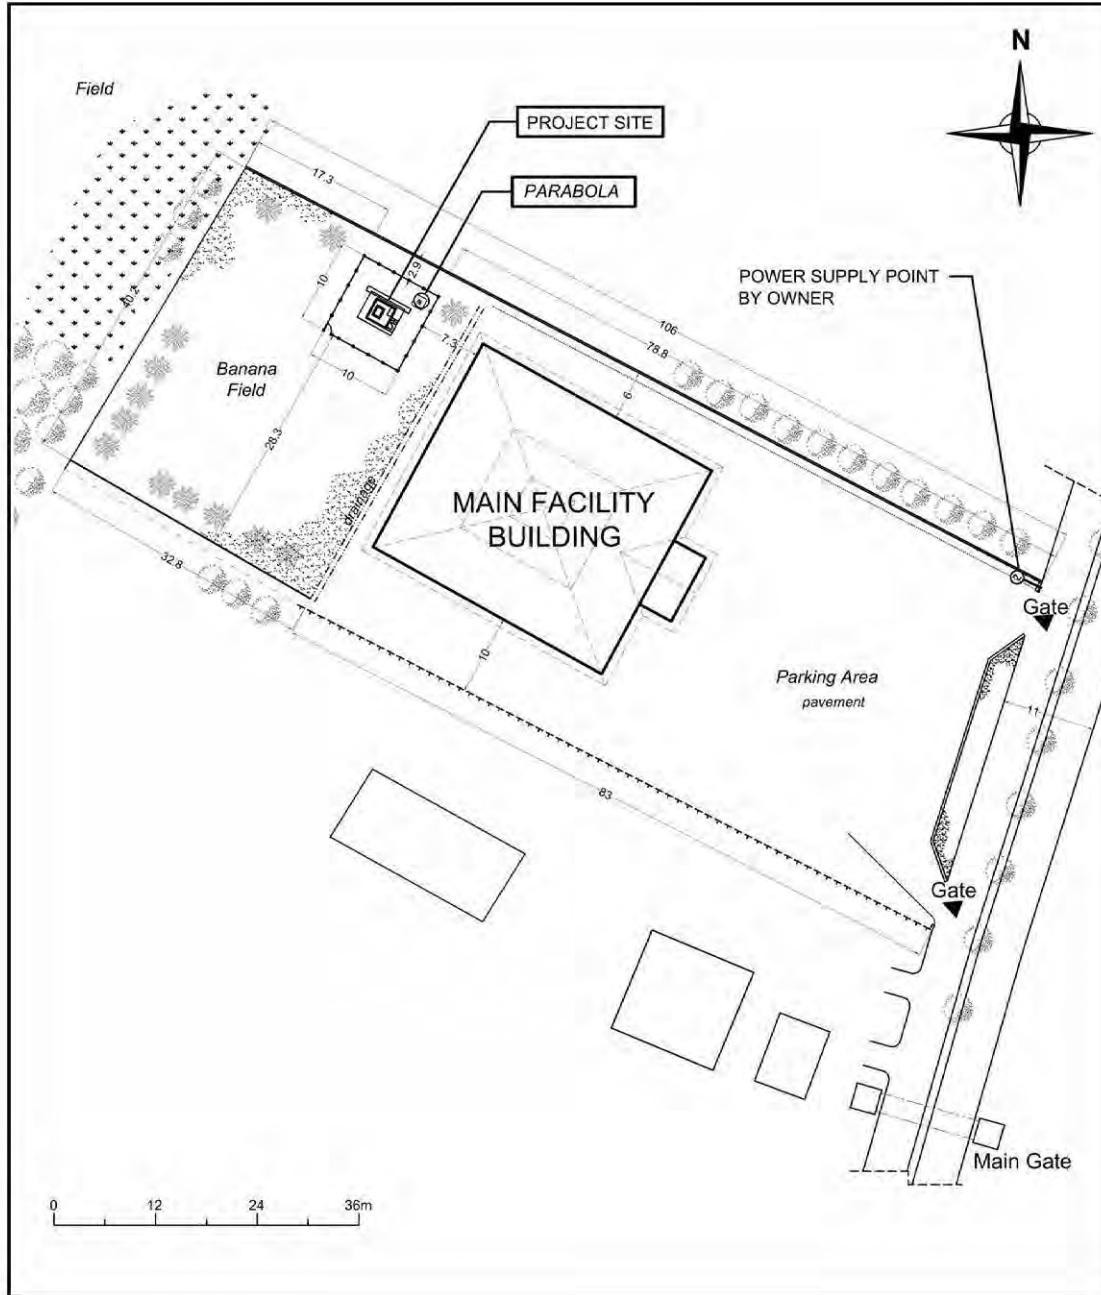 N
Field
PROJECT SITE
PARABOLA
17.3
2.9
10
POWER SUPPLY POINT
BY OWNER
40.2
106
78.8
7.3
Banana
Field
10
6
28.3
drainage
MAIN FACILITY
BUILDING
32.8
Gate
10
Parking Area
pavement
11
83
Gate
Main Gate
0 12 24 36m